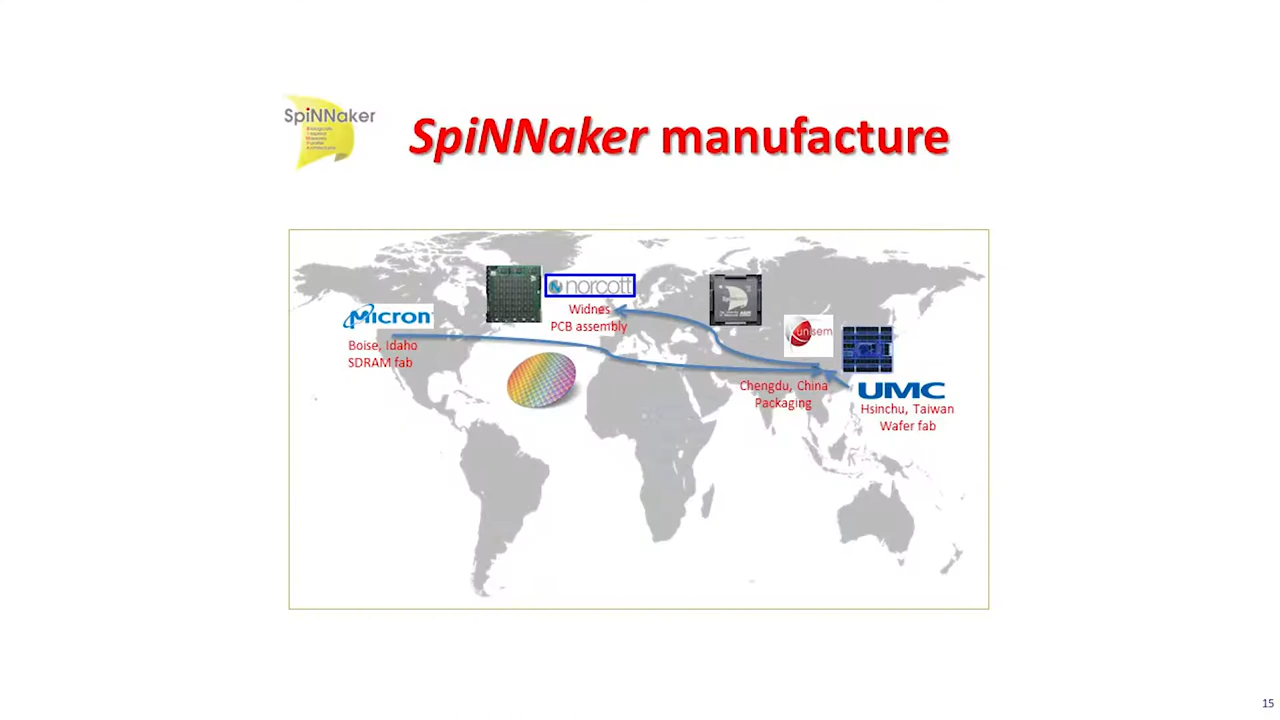 SpiNNaker
SpiNNaker manufacture
norcott
Widnes
PCB assembly
Micron
Boise, Idaho
SDRAM fab
unisem
Chengdu, China
Packaging
UMC
Hsinchu, Taiwan
Wafer fab
15